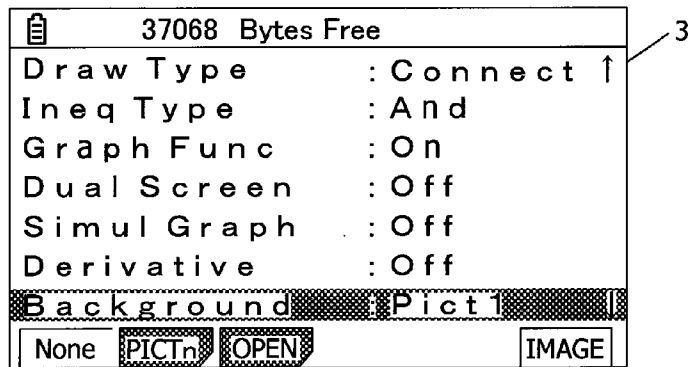 37068 Bytes Free
3
Draw Type : Connect ↑
Ineq Type : And
Graph Func : On
Dual Screen : Off
Simul Graph : Off
Derivative : Off
Background : Pict1 ↓
None PICTn OPEN IMAGE